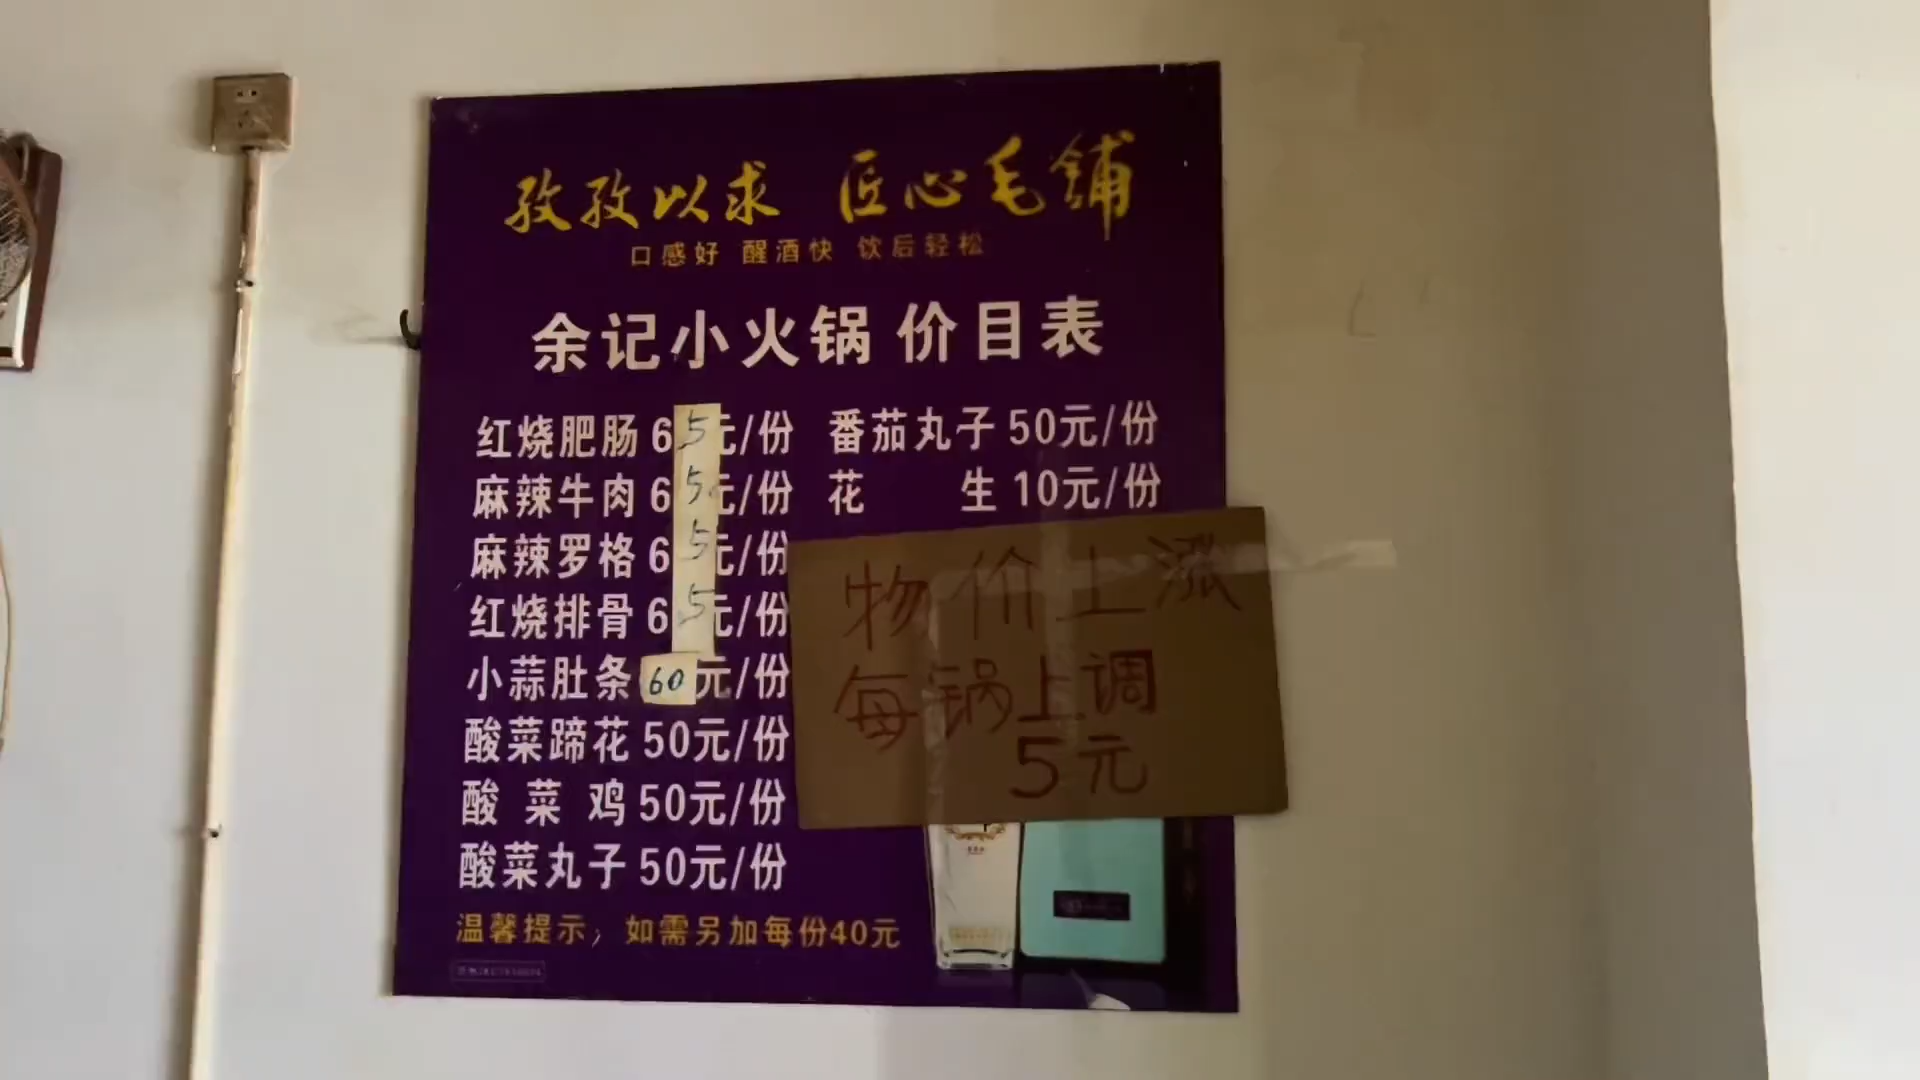 孜孜以求 匠心毛铺
口感好 醒酒快 饮后轻松
余记小火锅 价目表
红烧肥肠 65元/份 番茄丸子 50元/份
麻辣牛肉 65元/份 花 生 10元/份
麻辣罗格 65元/份
红烧排骨 65元/份
小蒜肚条 60元/份
酸菜蹄花 50元/份
酸菜鸡 50元/份
酸菜丸子 50元/份
温馨提示，如需另加每份40元
物价上涨
每锅上调
5元